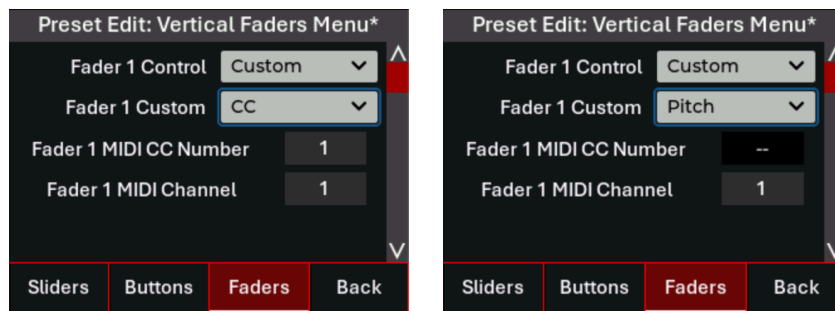 Preset Edit: Vertical Faders Menu*
Fader 1 Control Custom
Fader 1 Custom CC
Fader 1 MIDI CC Number 1
Fader 1 MIDI Channel 1
Sliders Buttons Faders Back
Preset Edit: Vertical Faders Menu*
Fader 1 Control Custom
Fader 1 Custom Pitch
Fader 1 MIDI CC Number --
Fader 1 MIDI Channel 1
Sliders Buttons Faders Back